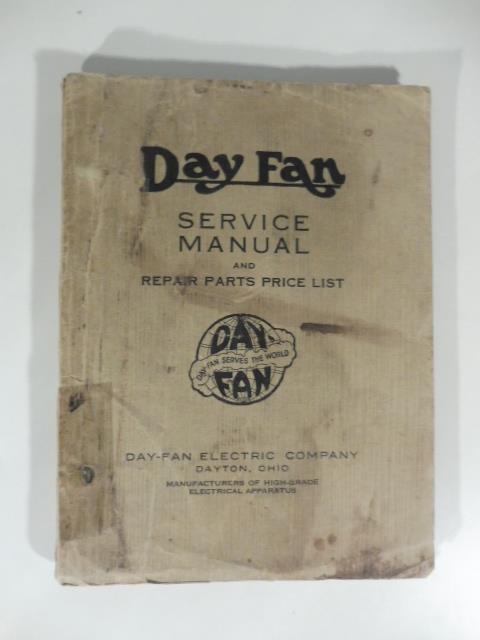 Day Fan
SERVICE
MANUAL
AND
REPAIR PARTS PRICE LIST
DAY-
DAY-FAN SERVES THE WORLD
FAN
DAY-FAN ELECTRIC COMPANY
DAYTON, OHIO
MANUFACTURERS OF HIGH-GRADE
ELECTRICAL APPARATUS